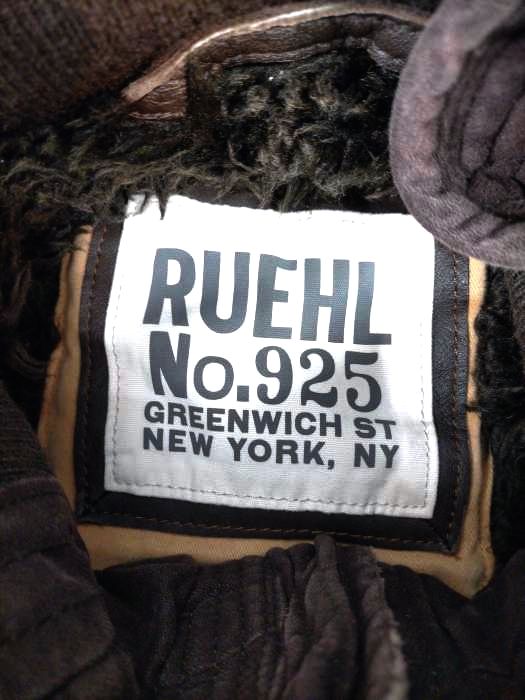 RUEHL
No.925
GREENWICH ST
NEW YORK, NY